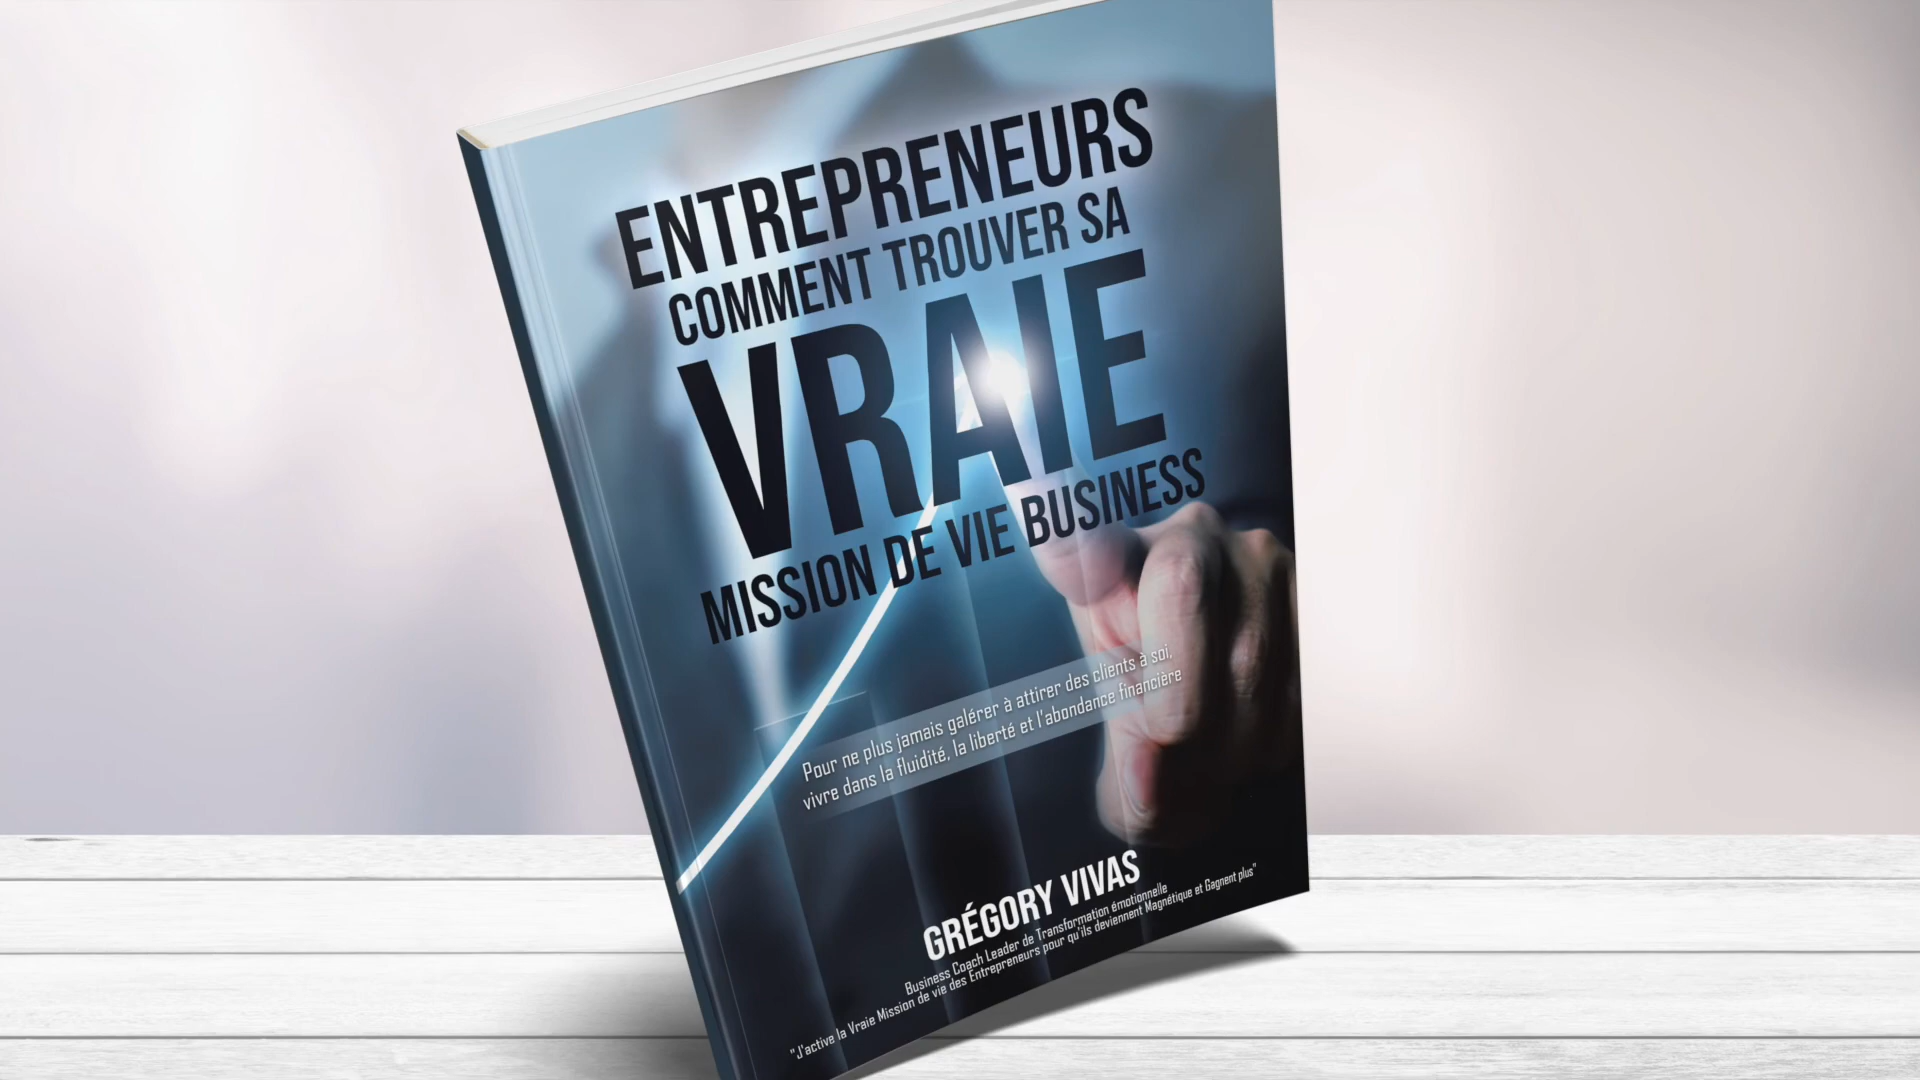 ENTREPRENEURS
COMMENT TROUVER SA
VRAIE
MISSION DE VIE BUSINESS
Pour ne plus jamais galérer à attirer des clients à soi,
vivre dans la fluidité, la liberté et l'abondance financière
GRÉGORY VIVAS
Business Coach Leader de Transformation émotionnelle
"J'active la Vraie Mission de vie des Entrepreneurs pour qu'ils deviennent Magnétique et Gagnent plus"